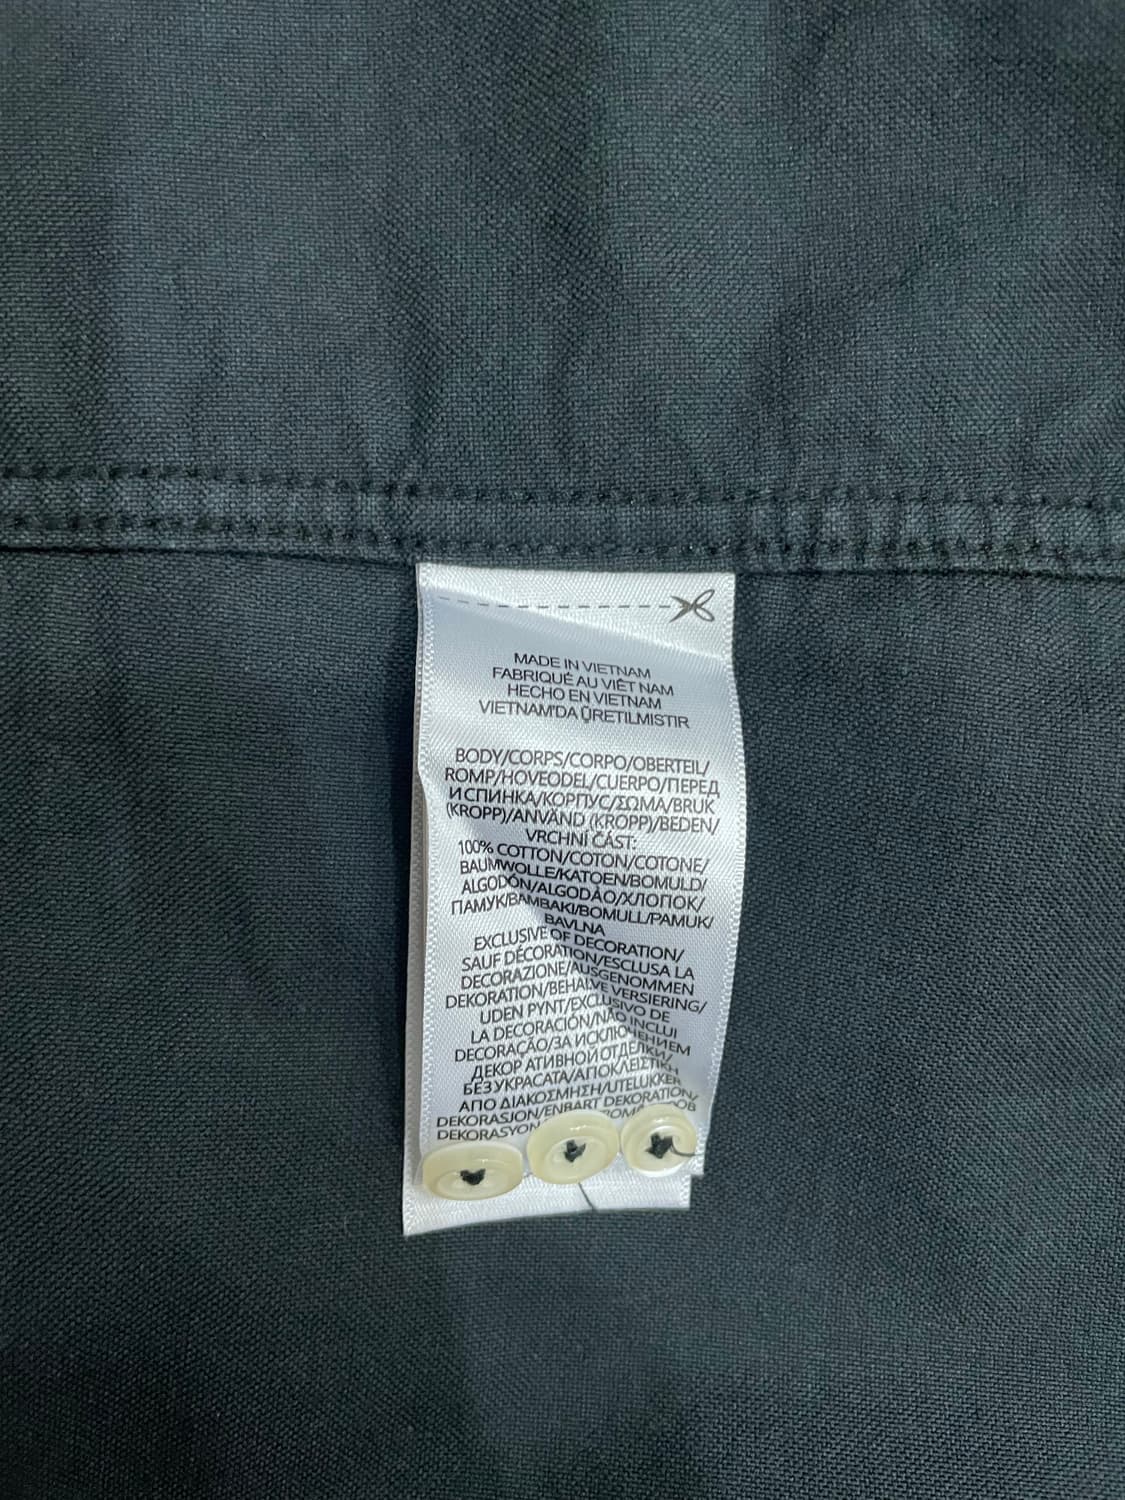 MADE IN VIETNAM
FABRIQUÉ AU VIÊT NAM
HECHO EN VIETNAM
VIETNAM'DA ÜRETILMISTIR
BODY/CORPS/CORPO/OBERTEIL/
ROMP/HOVEODEL/CUERPO/ПЕРЕД
И СПИНКА/КОРПУС/ΣΩΜΑ/BRUK
(KROPP)/ANVÄND (KROPP)/BEDEN/
VRCHNÍ ČÁST:
100% COTTON/COTON/COTONE/
BAUMWOLLE/KATOEN/BOMULD/
ALGODÓN/ALGODÃO/ХЛОПОК/
ПАМУК/ΒΑΜΒΑΚΙ/BOMULL/PAMUK/
BAVLNA
EXCLUSIVE OF DECORATION/
SAUF DÉCORATION/ESCLUSA LA
DECORAZIONE/AUSGENOMMEN
DEKORATION/BEHALVE VERSIERING/
UDEN PYNT/EXCLUSIVO DE
LA DECORACIÓN/NÃO INCLUI
DECORAÇÃO/ЗА ИСКЛЮЧЕНИЕМ
ДЕКОР АТИВНОЙ ОТДЕЛКИ/
БЕЗ УКРАСАТА/ΑΠΟΚΛΕΙΣΤΙΚΗ
ΑΠΟ ΔΙΑΚΟΣΜΗΣΗ/UTELUKKER
DEKORASJON/ENBART DEKORATION/
DEKORASYON